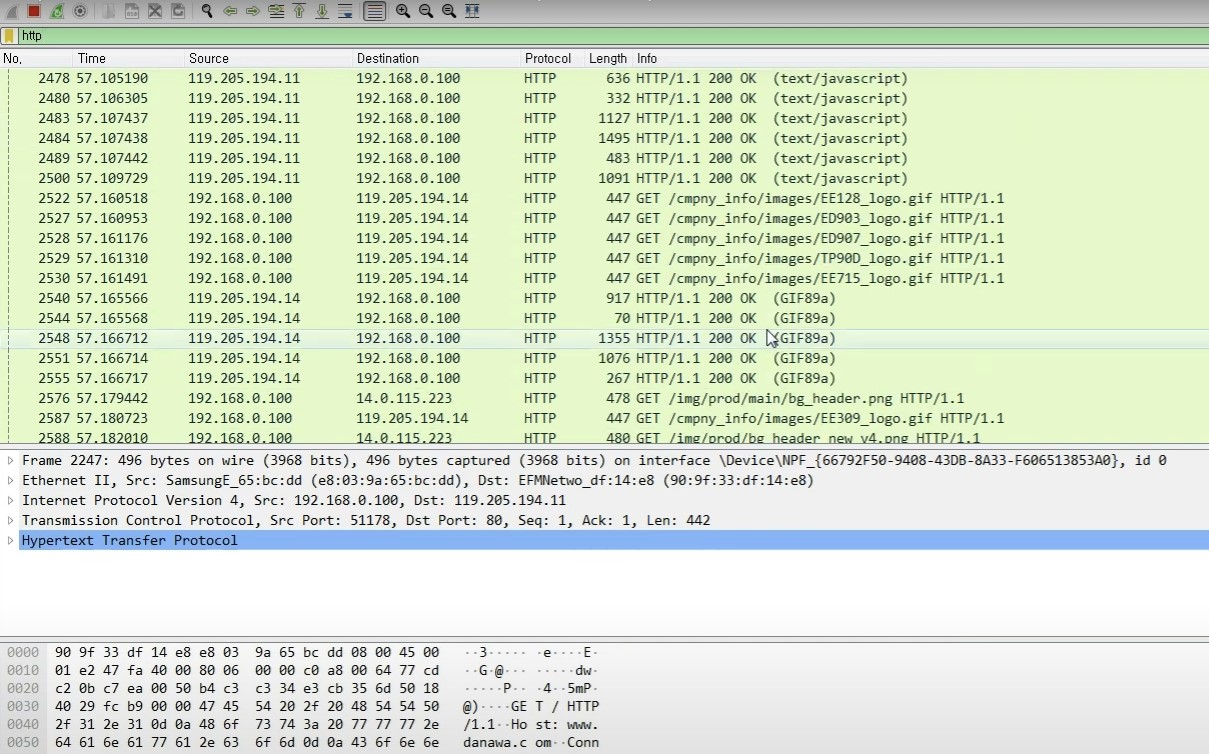 http
No. Time Source Destination Protocol Length Info
2478 57.105190 119.205.194.11 192.168.0.100 HTTP 636 HTTP/1.1 200 OK (text/javascript)
2480 57.106305 119.205.194.11 192.168.0.100 HTTP 332 HTTP/1.1 200 OK (text/javascript)
2483 57.107437 119.205.194.11 192.168.0.100 HTTP 1127 HTTP/1.1 200 OK (text/javascript)
2484 57.107438 119.205.194.11 192.168.0.100 HTTP 1495 HTTP/1.1 200 OK (text/javascript)
2489 57.107442 119.205.194.11 192.168.0.100 HTTP 483 HTTP/1.1 200 OK (text/javascript)
2500 57.109729 119.205.194.11 192.168.0.100 HTTP 1091 HTTP/1.1 200 OK (text/javascript)
2522 57.160518 192.168.0.100 119.205.194.14 HTTP 447 GET /cmpny_info/images/EE128_logo.gif HTTP/1.1
2527 57.160953 192.168.0.100 119.205.194.14 HTTP 447 GET /cmpny_info/images/ED903_logo.gif HTTP/1.1
2528 57.161176 192.168.0.100 119.205.194.14 HTTP 447 GET /cmpny_info/images/ED907_logo.gif HTTP/1.1
2529 57.161310 192.168.0.100 119.205.194.14 HTTP 447 GET /cmpny_info/images/TP90D_logo.gif HTTP/1.1
2530 57.161491 192.168.0.100 119.205.194.14 HTTP 447 GET /cmpny_info/images/EE715_logo.gif HTTP/1.1
2540 57.165566 119.205.194.14 192.168.0.100 HTTP 917 HTTP/1.1 200 OK (GIF89a)
2544 57.165568 119.205.194.14 192.168.0.100 HTTP 70 HTTP/1.1 200 OK (GIF89a)
2548 57.166712 119.205.194.14 192.168.0.100 HTTP 1355 HTTP/1.1 200 OK (GIF89a)
2551 57.166714 119.205.194.14 192.168.0.100 HTTP 1076 HTTP/1.1 200 OK (GIF89a)
2555 57.166717 119.205.194.14 192.168.0.100 HTTP 267 HTTP/1.1 200 OK (GIF89a)
2576 57.179442 192.168.0.100 14.0.115.223 HTTP 478 GET /img/prod/main/bg_header.png HTTP/1.1
2587 57.180723 192.168.0.100 119.205.194.14 HTTP 447 GET /cmpny_info/images/EE309_logo.gif HTTP/1.1
2588 57.182010 192.168.0.100 14.0.115.223 HTTP 480 GET /img/prod/bg_header_new_v4.png HTTP/1.1
Frame 2247: 496 bytes on wire (3968 bits), 496 bytes captured (3968 bits) on interface \Device\NPF_{66792F50-9408-43DB-8A33-F606513853A0}, id 0
Ethernet II, Src: SamsungE_65:bc:dd (e8:03:9a:65:bc:dd), Dst: EFMNetwo_df:14:e8 (90:9f:33:df:14:e8)
Internet Protocol Version 4, Src: 192.168.0.100, Dst: 119.205.194.11
Transmission Control Protocol, Src Port: 51178, Dst Port: 80, Seq: 1, Ack: 1, Len: 442
Hypertext Transfer Protocol
0000 90 9f 33 df 14 e8 e8 03 9a 65 bc dd 08 00 45 00 ··3····· ·e····E·
0010 01 e2 47 fa 40 00 80 06 00 00 c0 a8 00 64 77 cd ··G·@··· ·····dw·
0020 c2 0b c7 ea 00 50 b4 c3 c3 34 e3 cb 35 6d 50 18 ·····P·· ·4··5mP·
0030 40 29 fc b9 00 00 47 45 54 20 2f 20 48 54 54 50 @)····GE T / HTTP
0040 2f 31 2e 31 0d 0a 48 6f 73 74 3a 20 77 77 77 2e /1.1··Ho st: www.
0050 64 61 6e 61 77 61 2e 63 6f 6d 0d 0a 43 6f 6e 6e danawa.c om··Conn